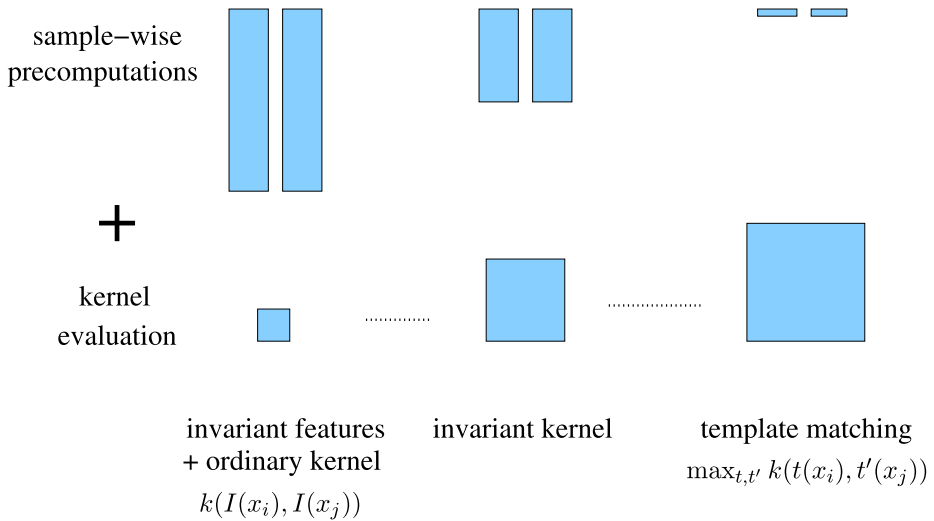 sample−wise
precomputations
+
kernel
evaluation
invariant features
+ ordinary kernel
k(I(x_i), I(x_j))
invariant kernel
template matching
max_{t,t′} k(t(x_i), t′(x_j))